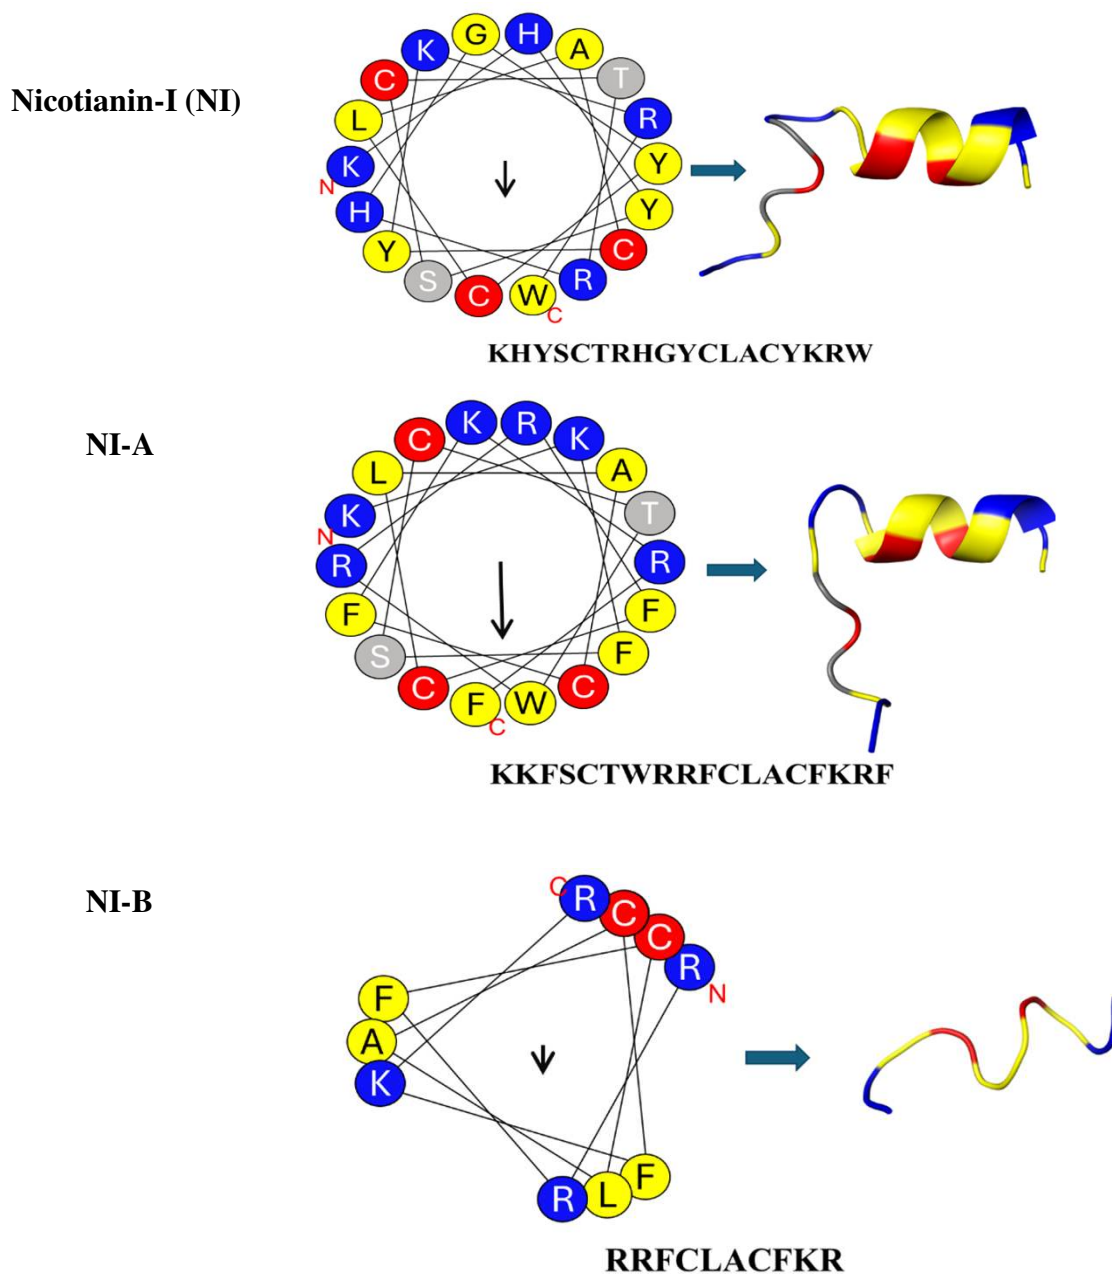 Nicotianin-I (NI)
K
G
H
A
C
T
L
R
K
N
Y
H
Y
Y
C
S
C
W
C
R
KHYSCTRHGYCLACYKRW
NI-A
C
K
R
K
L
A
K
N
T
R
R
F
F
S
F
C
F
C
W
C
KKFSCTWRRFCLACFKRF
NI-B
C
R
C
C
R
N
F
A
K
R
L
F
RRFCLACFKR